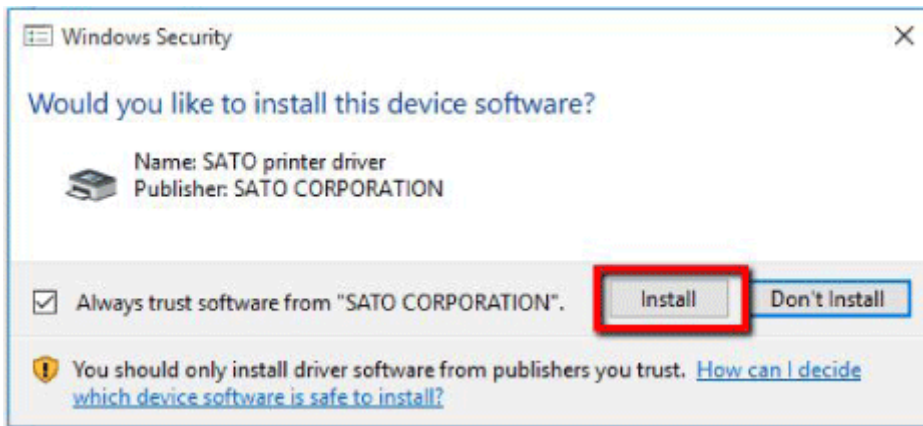 Windows Security
Would you like to install this device software?
Name: SATO printer driver
Publisher: SATO CORPORATION
Always trust software from "SATO CORPORATION".
Install
Don't Install
You should only install driver software from publishers you trust. How can I decide
which device software is safe to install?